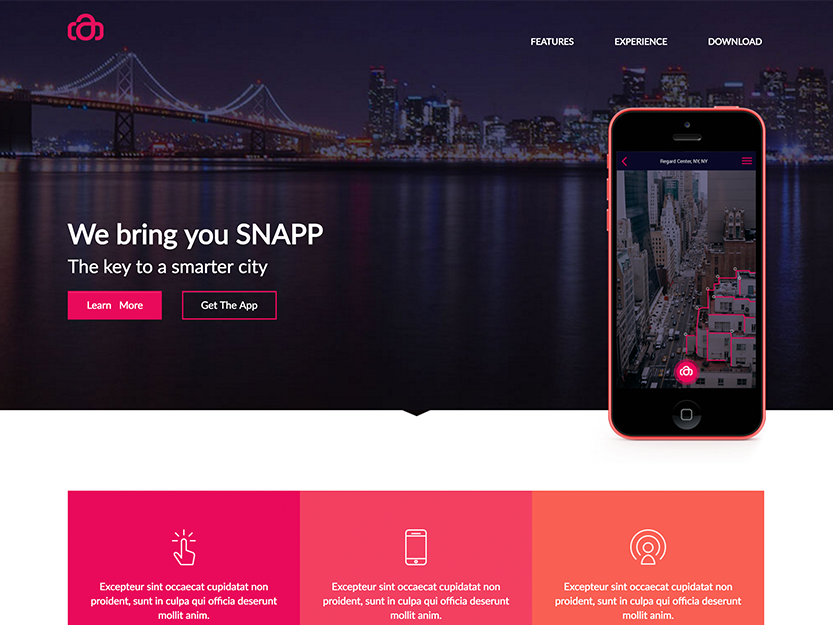 FEATURES EXPERIENCE DOWNLOAD
Regard Center, NY, NY
We bring you SNAPP
The key to a smarter city
Learn More Get The App
Excepteur sint occaecat cupidatat non
proident, sunt in culpa qui officia deserunt
mollit anim.
Excepteur sint occaecat cupidatat non
proident, sunt in culpa qui officia deserunt
mollit anim.
Excepteur sint occaecat cupidatat non
proident, sunt in culpa qui officia deserunt
mollit anim.